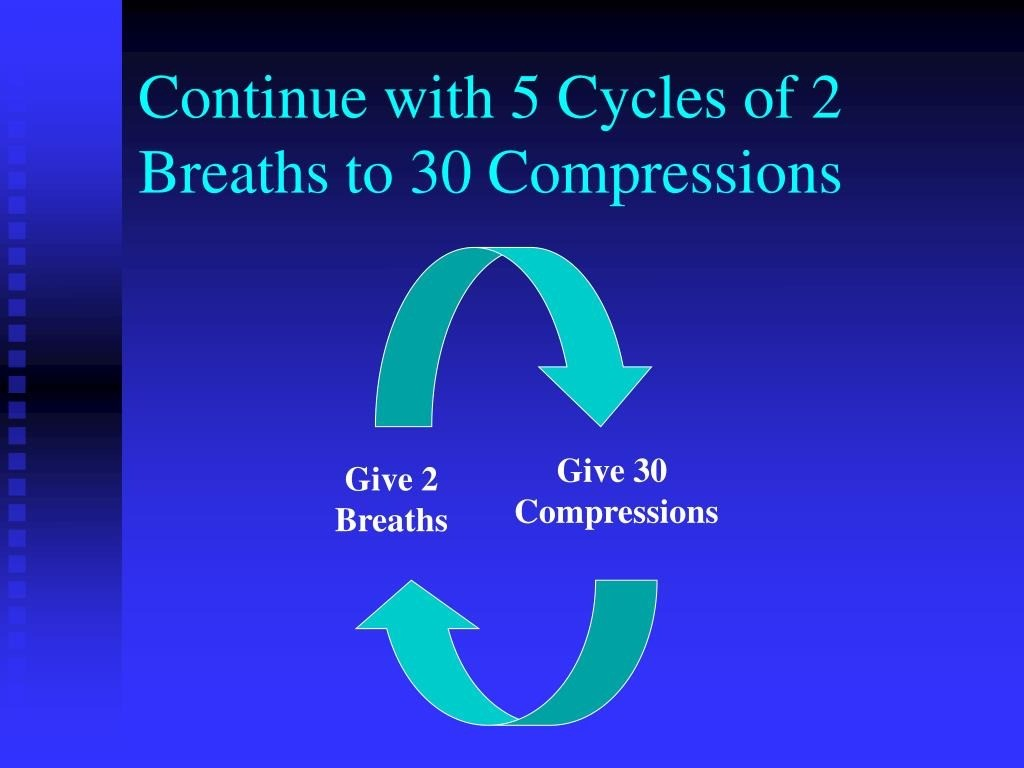 Continue with 5 Cycles of 2
Breaths to 30 Compressions
Give 2
Breaths
Give 30
Compressions